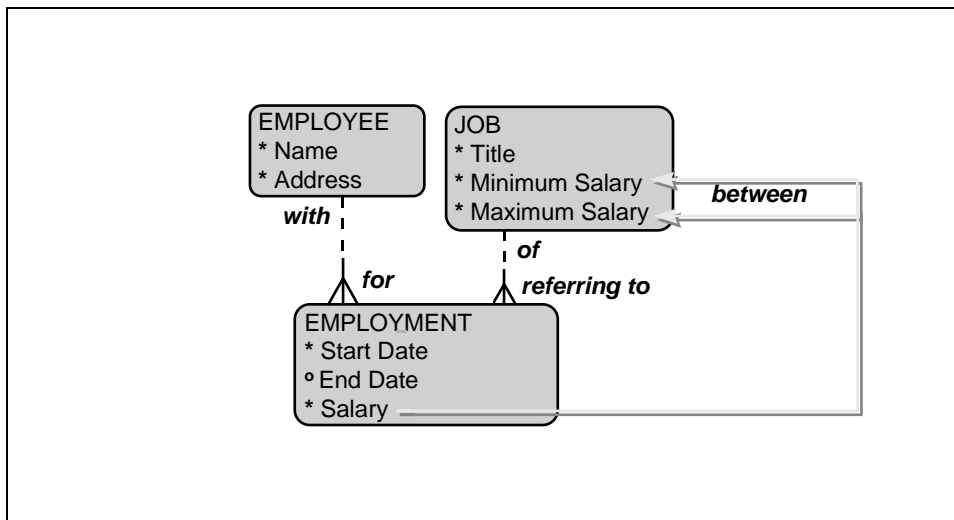 EMPLOYEE
* Name
* Address
JOB
* Title
* Minimum Salary
* Maximum Salary
between
with
of
for
referring to
EMPLOYMENT
* Start Date
o End Date
* Salary